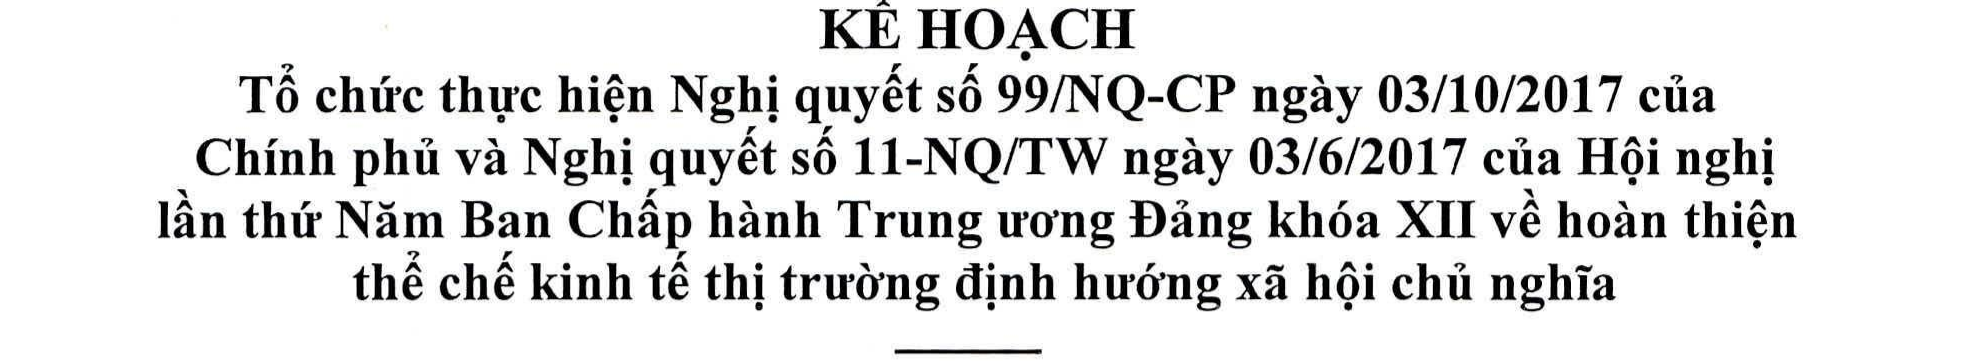 KẾ HOẠCH
Tổ chức thực hiện Nghị quyết số 99/NQ-CP ngày 03/10/2017 của
Chính phủ và Nghị quyết số 11-NQ/TW ngày 03/6/2017 của Hội nghị
lần thứ Năm Ban Chấp hành Trung ương Đảng khóa XII về hoàn thiện
thể chế kinh tế thị trường định hướng xã hội chủ nghĩa